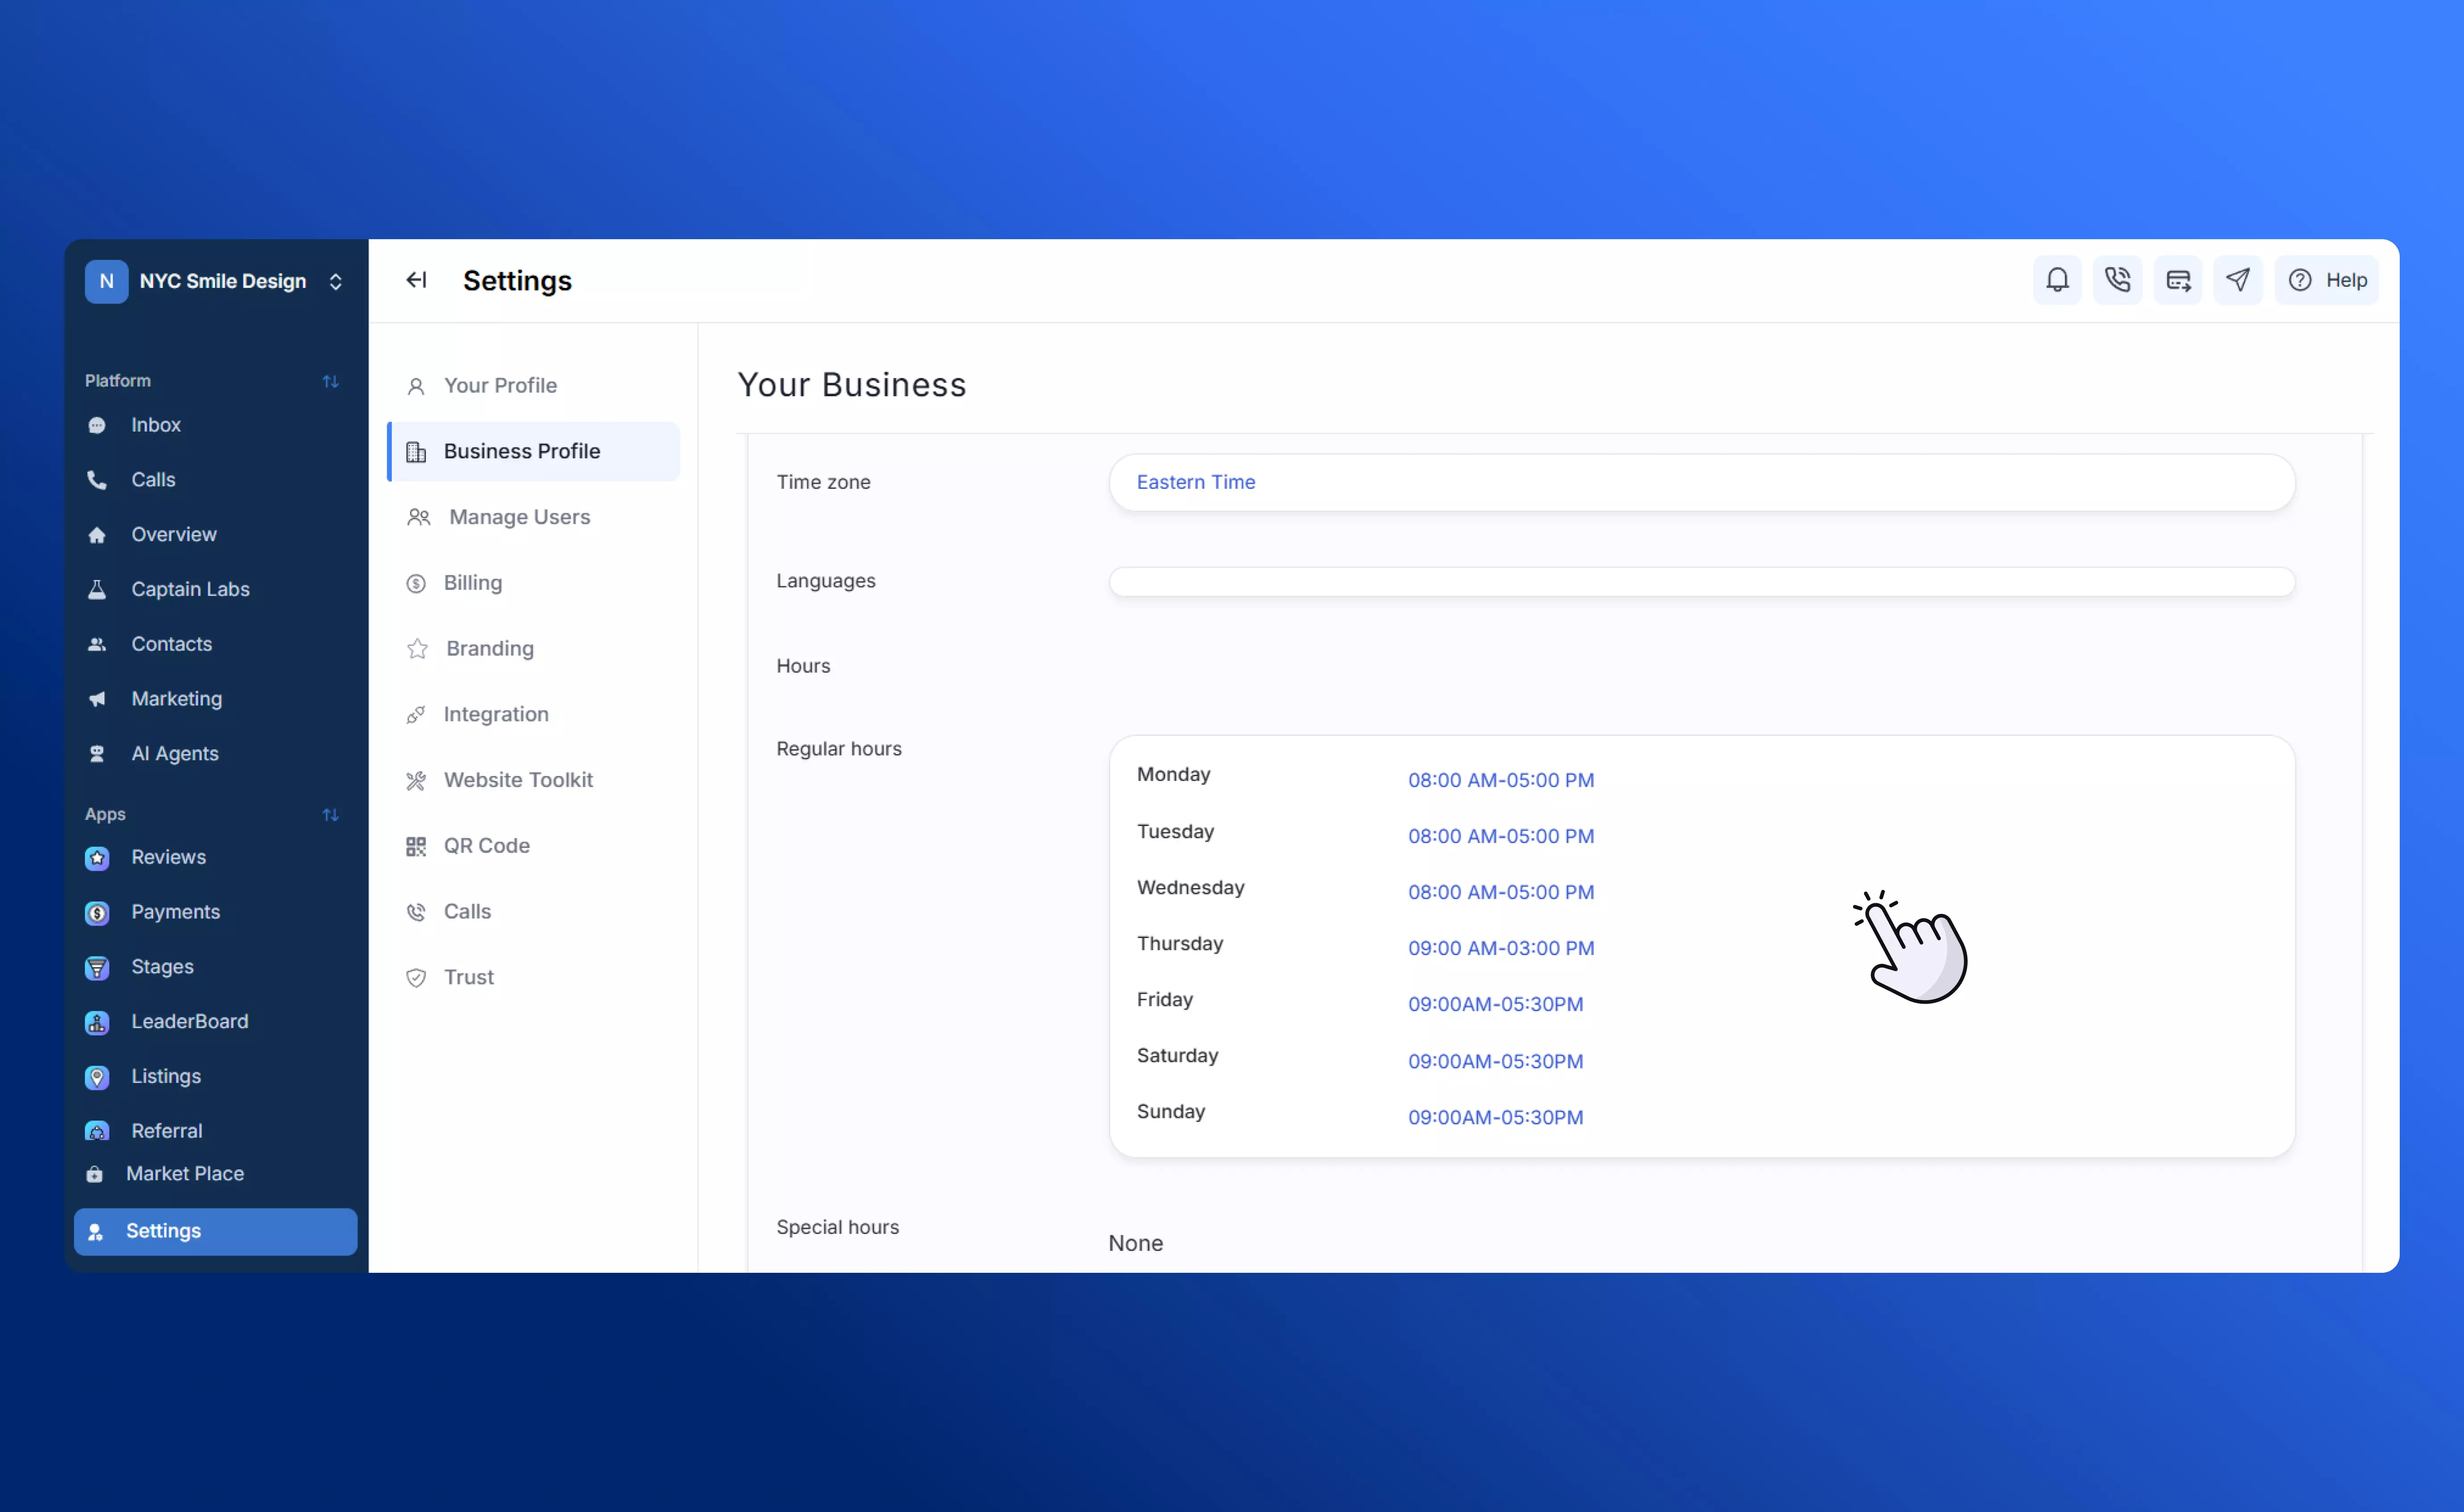 N NYC Smile Design
Platform
Inbox
Calls
Overview
Captain Labs
Contacts
Marketing
AI Agents
Apps
Reviews
Payments
Stages
LeaderBoard
Listings
Referral
Market Place
Settings
Settings
Help
Your Profile
Business Profile
Manage Users
Billing
Branding
Integration
Website Toolkit
QR Code
Calls
Trust
Your Business
Time zone Eastern Time
Languages
Hours
Regular hours
Monday 08:00 AM-05:00 PM
Tuesday 08:00 AM-05:00 PM
Wednesday 08:00 AM-05:00 PM
Thursday 09:00 AM-03:00 PM
Friday 09:00AM-05:30PM
Saturday 09:00AM-05:30PM
Sunday 09:00AM-05:30PM
Special hours None